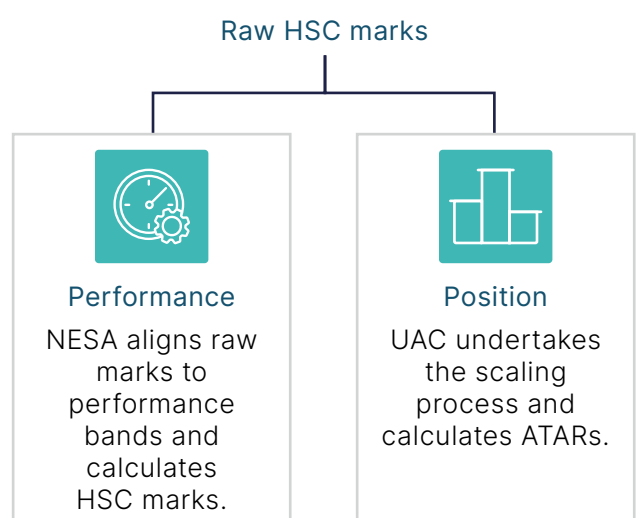 Raw HSC marks
Performance
NESA aligns raw
marks to
performance
bands and
calculates
HSC marks.
Position
UAC undertakes
the scaling
process and
calculates ATARs.